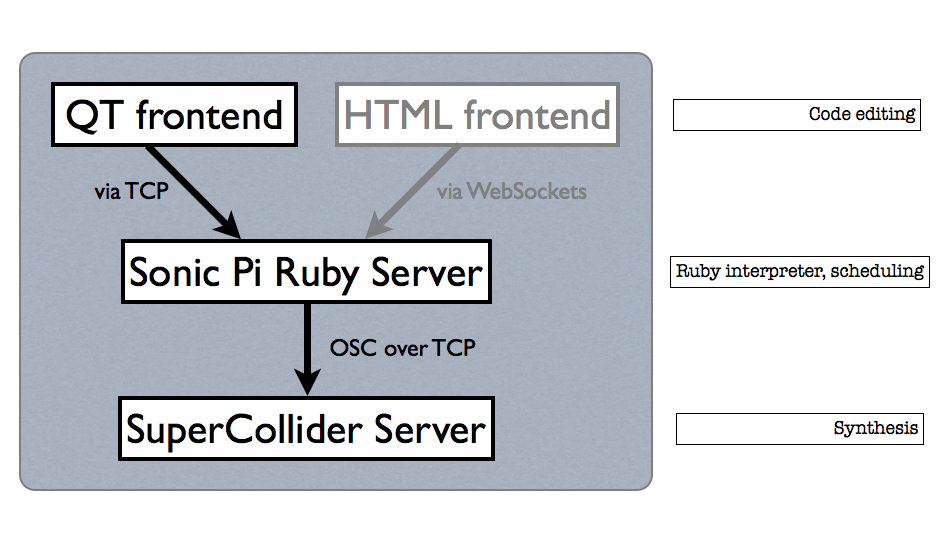 QT frontend
HTML frontend
Code editing
via TCP
via WebSockets
Sonic Pi Ruby Server
Ruby interpreter, scheduling
OSC over TCP
SuperCollider Server
Synthesis